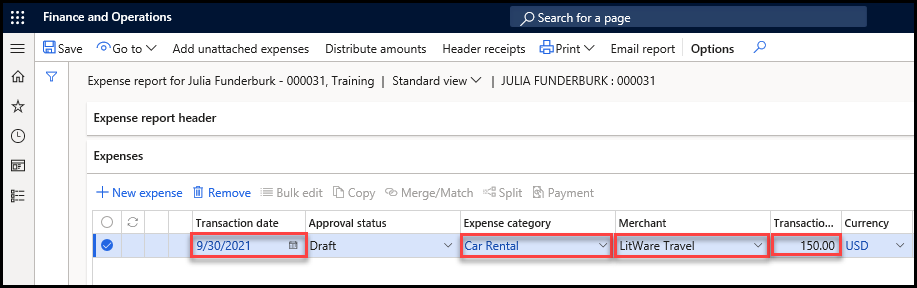 Finance and Operations Search for a page
Save Go to Add unattached expenses Distribute amounts Header receipts Print Email report Options
Expense report for Julia Funderburk - 000031, Training | Standard view | JULIA FUNDERBURK : 000031
Expense report header
Expenses
New expense Remove Bulk edit Copy Merge/Match Split Payment
Transaction date Approval status Expense category Merchant Transactio... Currency
9/30/2021 Draft Car Rental LitWare Travel 150.00 USD